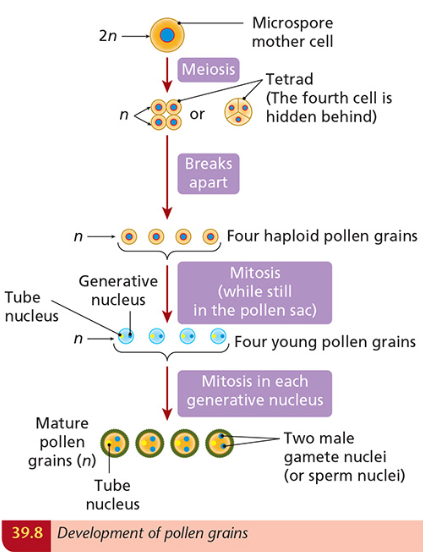 2n
Microspore
mother cell
Meiosis
Tetrad
(The fourth cell is
hidden behind)
n
or
Breaks
apart
n
Four haploid pollen grains
Mitosis
(while still
in the pollen sac)
Generative
nucleus
Tube
nucleus
n
Four young pollen grains
Mitosis in each
generative nucleus
Mature
pollen
grains (n)
Two male
gamete nuclei
(or sperm nuclei)
Tube
nucleus
39.8 Development of pollen grains